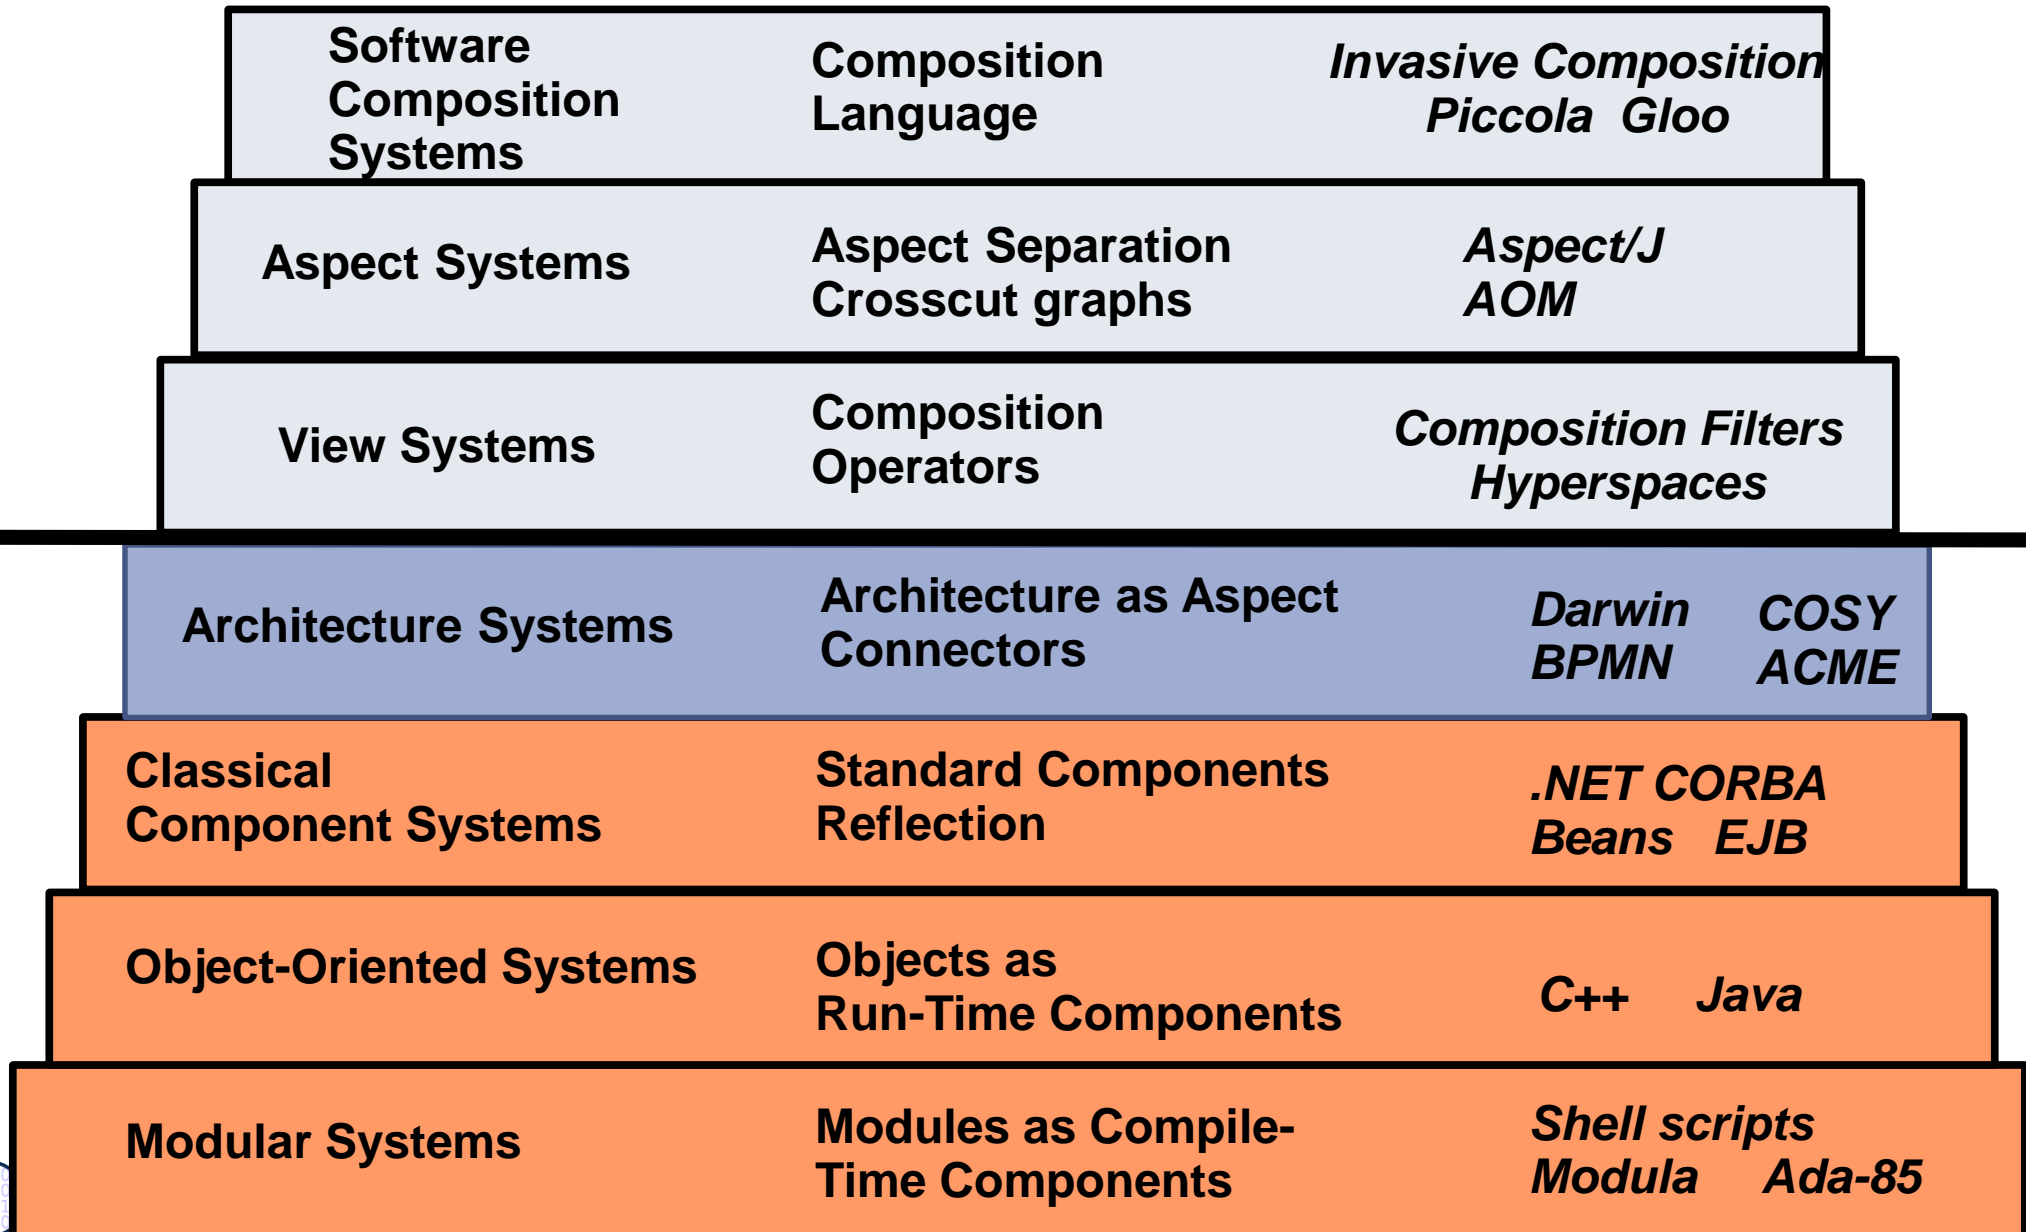 Software
Composition
Systems
Composition
Language
Invasive Composition
Piccola Gloo
Aspect Systems
Aspect Separation
Crosscut graphs
Aspect/J
AOM
View Systems
Composition
Operators
Composition Filters
Hyperspaces
Architecture Systems
Architecture as Aspect
Connectors
Darwin COSY
BPMN ACME
Classical
Component Systems
Standard Components
Reflection
.NET CORBA
Beans EJB
Object-Oriented Systems
Objects as
Run-Time Components
C++ Java
Modular Systems
Modules as Compile-
Time Components
Shell scripts
Modula Ada-85